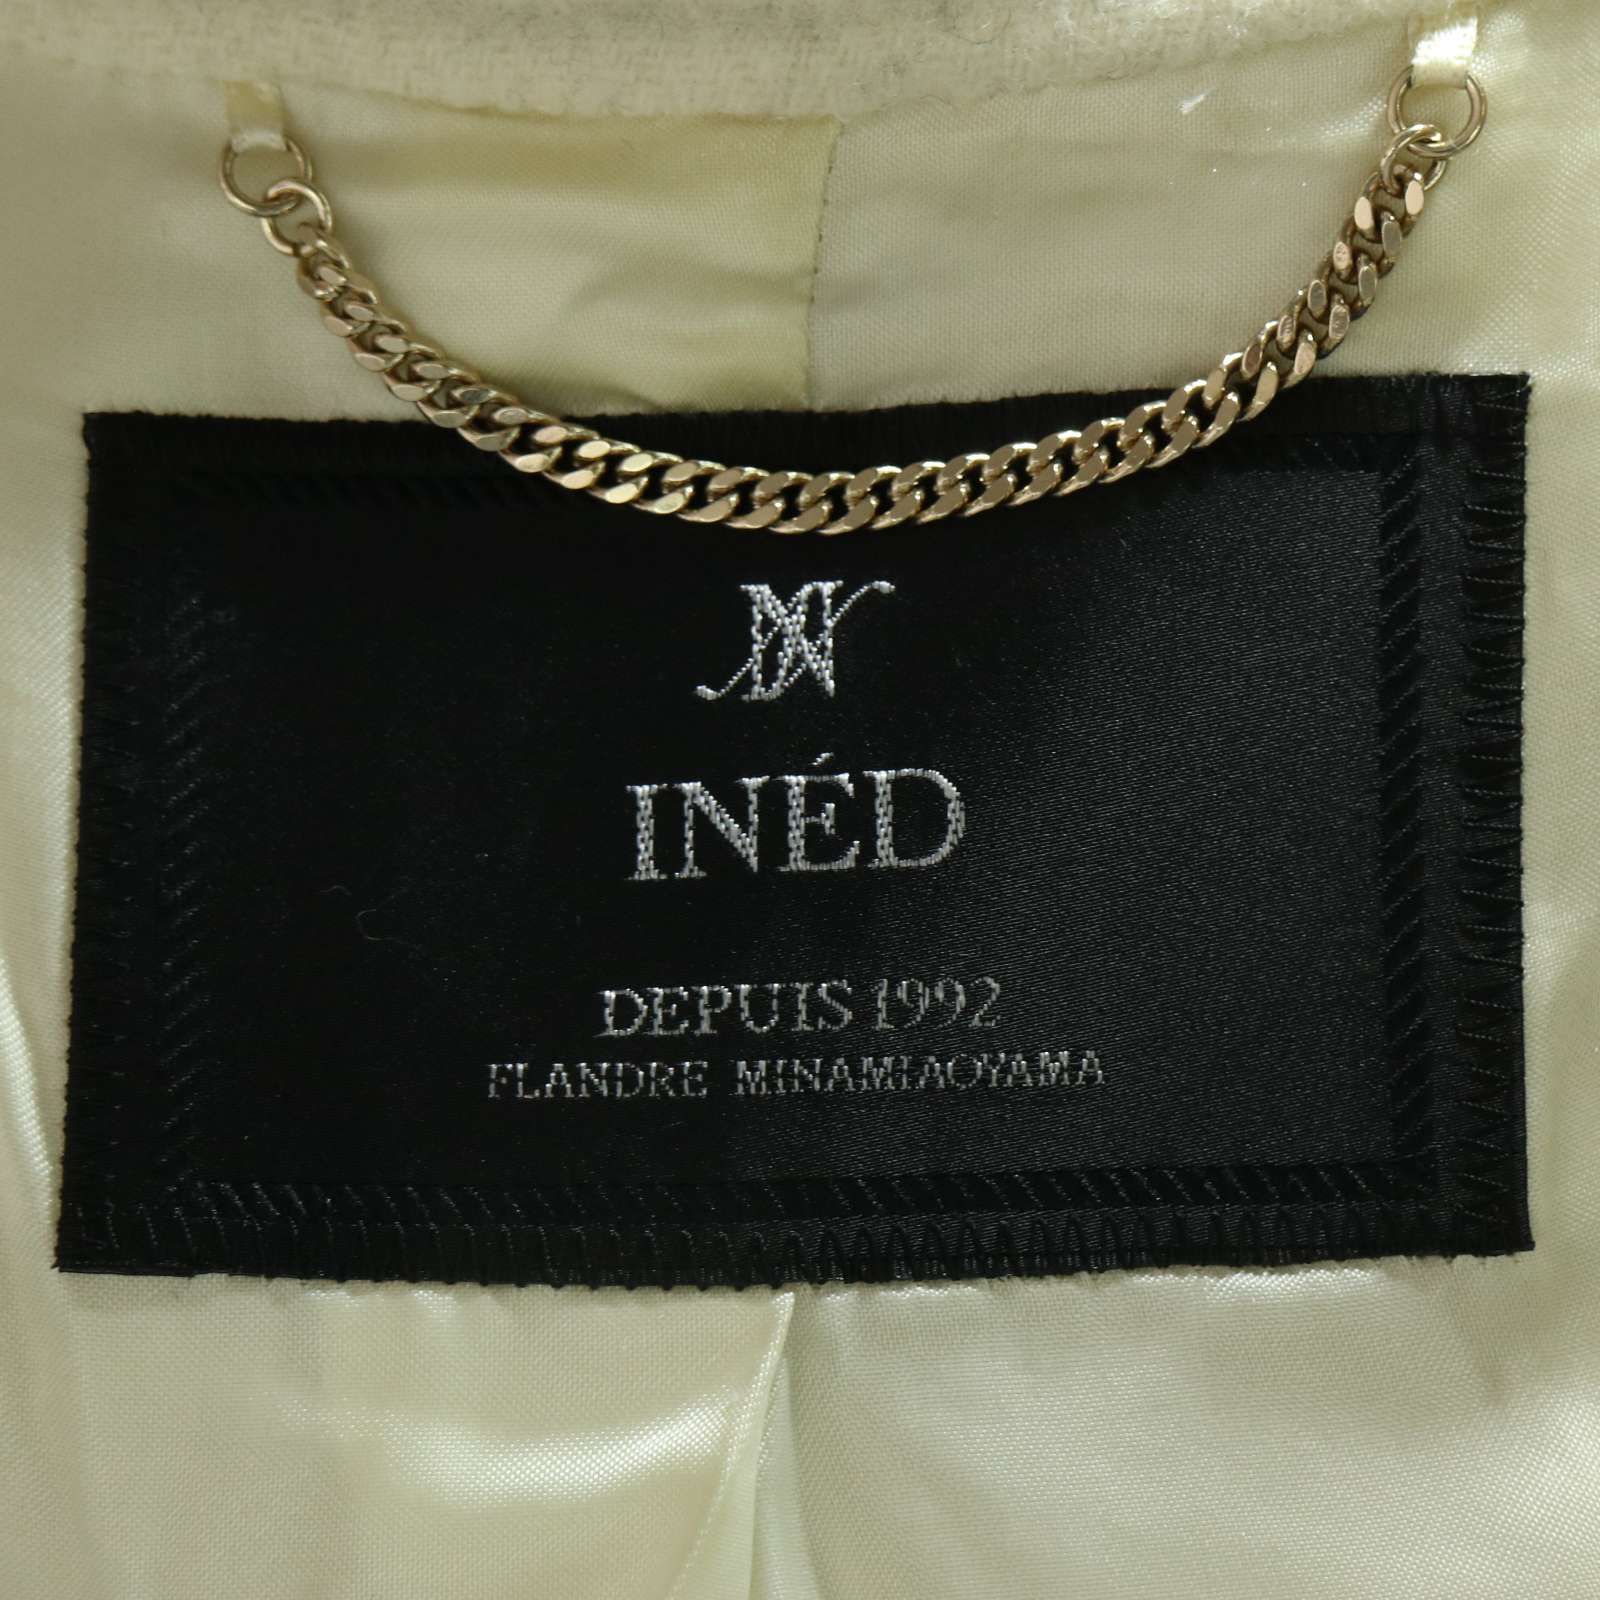 INÉD
DEPUIS 1992
FLANDRE MINAMIAOYAMA